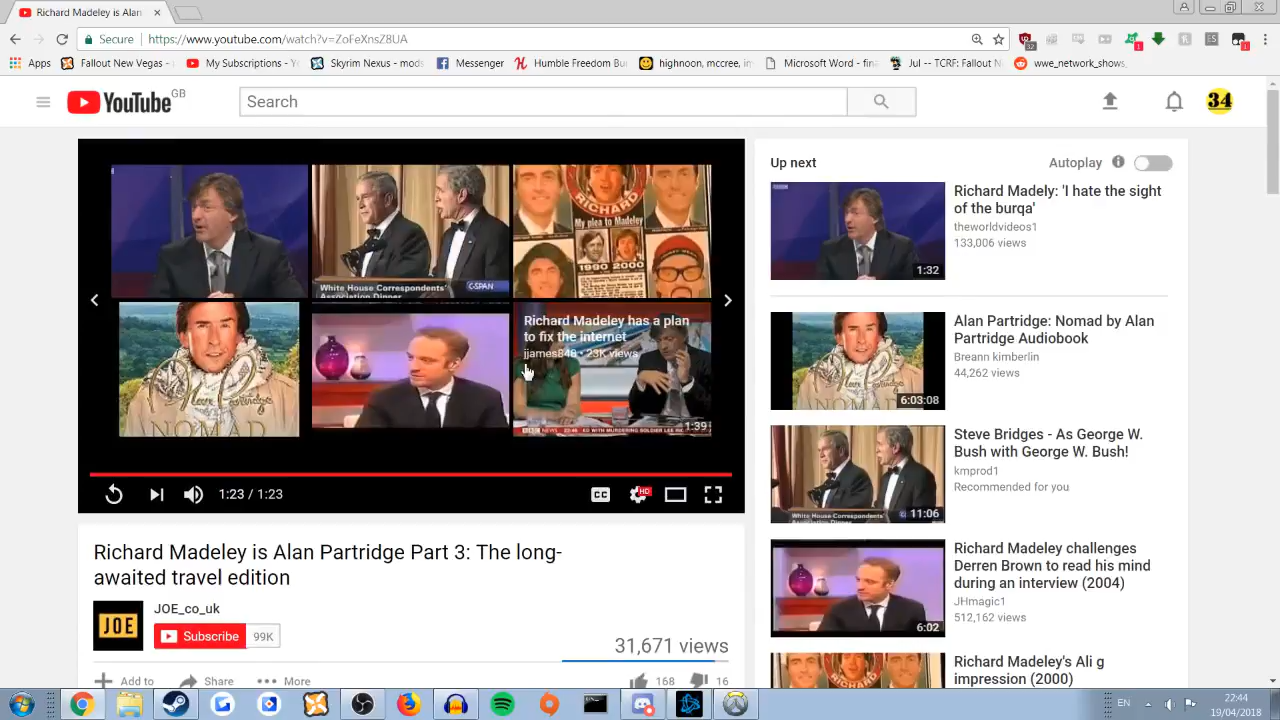 Richard Madeley is Alan
Secure
https://www.youtube.com/watch?v=ZoFeXnsZ8UA
Apps
Fallout New Vegas -
My Subscriptions - Y
Skyrim Nexus - mods
Messenger
Humble Freedom Bu
highnoon, mcree, im
Microsoft Word - fina
Jul -- TCRF: Fallout N
wwe_network_shows_
YouTube GB
Search
34
RICHARD
My plea to Madeley
1990 2000
White House Correspondents'
Association Dinner
C-SPAN
NOMAD
Richard Madeley has a plan
to fix the internet
jjames848 • 23K views
BBC NEWS
1:39
1:23 / 1:23
CC
HD
Richard Madeley is Alan Partridge Part 3: The long-
awaited travel edition
JOE
JOE_co_uk
Subscribe
99K
31,671 views
Add to
Share
More
168
16
Up next
Autoplay
1:32
Richard Madely: 'I hate the sight
of the burqa'
theworldvideos1
133,006 views
6:03:08
Alan Partridge: Nomad by Alan
Partridge Audiobook
Breann kimberlin
44,262 views
White House Correspondents'
11:06
Steve Bridges - As George W.
Bush with George W. Bush!
kmprod1
Recommended for you
6:02
Richard Madeley challenges
Derren Brown to read his mind
during an interview (2004)
JHmagic1
512,162 views
Richard Madeley's Ali g
impression (2000)
EN
22:44
19/04/2018